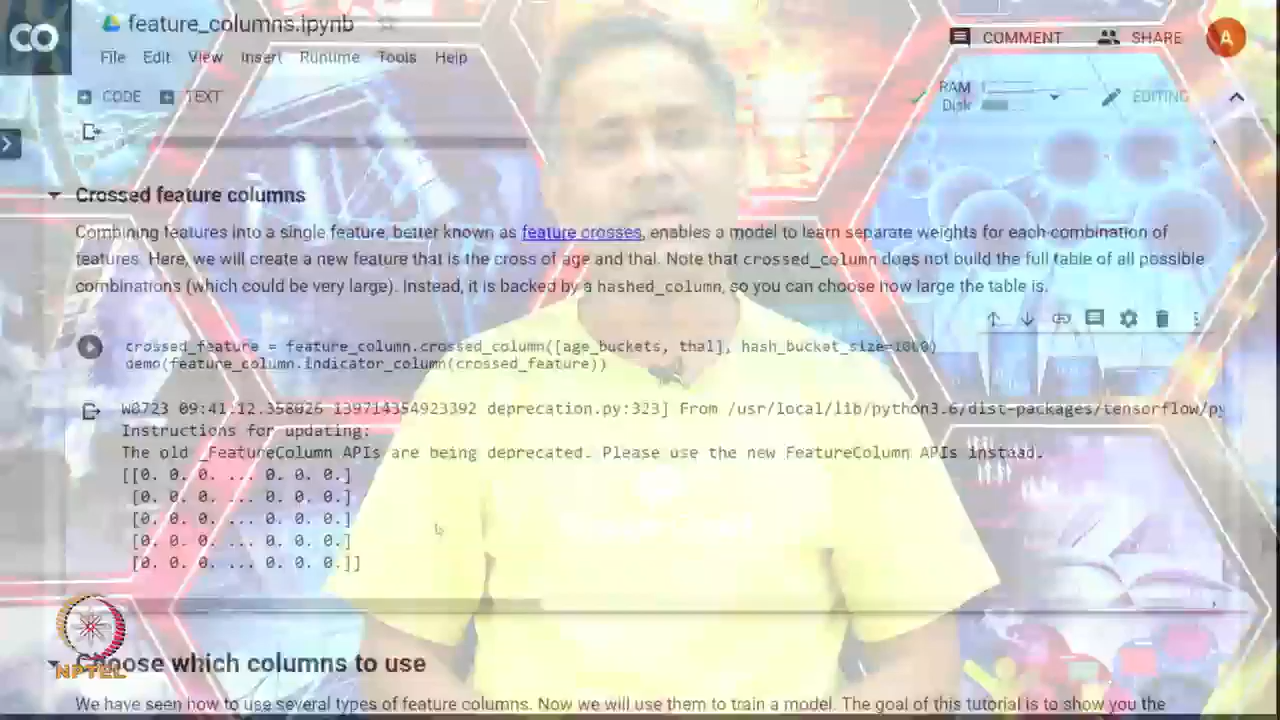 CO
feature_columns.ipynb
COMMENT
SHARE
A
File Edit View Insert Runtime Tools Help
CODE TEXT
RAM
Disk
EDITING
Crossed feature columns
Combining features into a single feature, better known as feature crosses, enables a model to learn separate weights for each combination of
features. Here, we will create a new feature that is the cross of age and thal. Note that crossed_column does not build the full table of all possible
combinations (which could be very large). Instead, it is backed by a hashed_column, so you can choose how large the table is.
crossed_feature = feature_column.crossed_column([age_buckets, thal], hash_bucket_size=1000)
demo(feature_column.indicator_column(crossed_feature))
W0723 09:41:12.358026 139714354923392 deprecation.py:323] From /usr/local/lib/python3.6/dist-packages/tensorflow/py
Instructions for updating:
The old _FeatureColumn APIs are being deprecated. Please use the new FeatureColumn APIs instead.
[[0. 0. 0. ... 0. 0. 0.]
[0. 0. 0. ... 0. 0. 0.]
[0. 0. 0. ... 0. 0. 0.]
[0. 0. 0. ... 0. 0. 0.]
[0. 0. 0. ... 0. 0. 0.]]
NPTEL
Choose which columns to use
We have seen how to use several types of feature columns. Now we will use them to train a model. The goal of this tutorial is to show you the